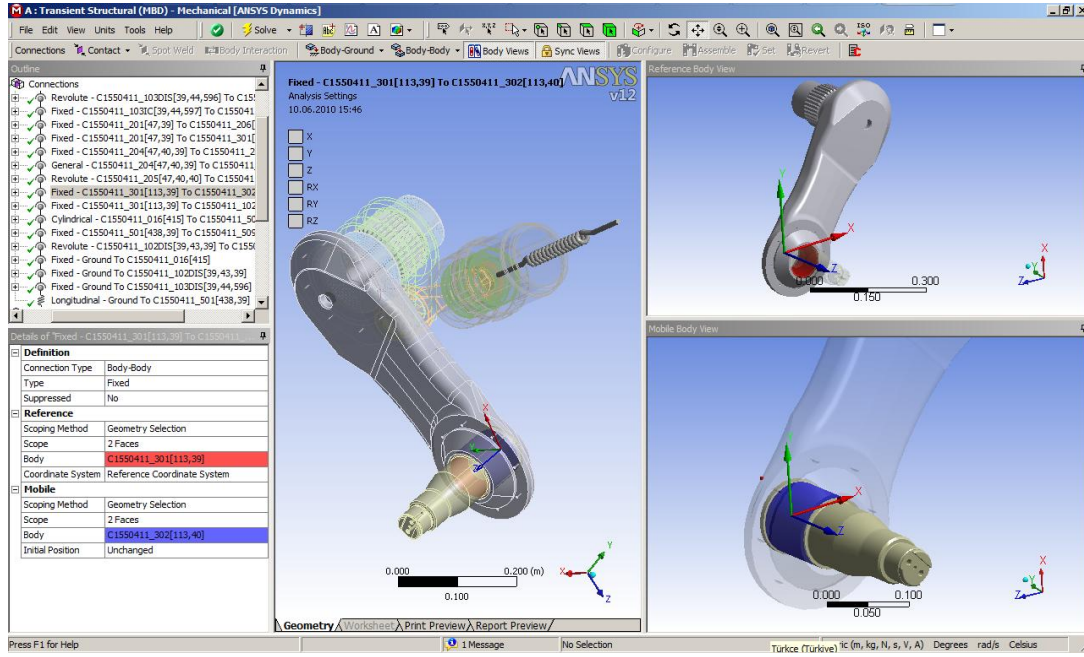 A : Transient Structural (MBD) - Mechanical [ANSYS Dynamics]
File Edit View Units Tools Help Solve
Connections Contact Spot Weld Body Interaction Body-Ground Body-Body Body Views Sync Views Configure Assemble Set Revert
Outline
Connections
Revolute - C1550411_103DIS[39,44,596] To C15
Fixed - C1550411_103IC[39,44,597] To C15504
Fixed - C1550411_201[47,39] To C1550411_206[
Fixed - C1550411_201[47,39] To C1550411_301[
Fixed - C1550411_204[47,40,39] To C1550411_2
General - C1550411_204[47,40,39] To C1550411
Revolute - C1550411_205[47,40,40] To C155041
Fixed - C1550411_301[113,39] To C1550411_302
Fixed - C1550411_301[113,39] To C1550411_102
Cylindrical - C1550411_016[415] To C1550411_50
Fixed - C1550411_501[438,39] To C1550411_509
Revolute - C1550411_102DIS[39,43,39] To C155
Fixed - Ground To C1550411_016[415]
Fixed - Ground To C1550411_102DIS[39,43,39]
Fixed - Ground To C1550411_103DIS[39,44,596]
Longitudinal - Ground To C1550411_501[438,39]
Details of "Fixed - C1550411_301[113,39] To C1550411_
Definition
Connection Type Body-Body
Type Fixed
Suppressed No
Reference
Scoping Method Geometry Selection
Scope 2 Faces
Body C1550411_301[113,39]
Coordinate System Reference Coordinate System
Mobile
Scoping Method Geometry Selection
Scope 2 Faces
Body C1550411_302[113,40]
Initial Position Unchanged
Fixed - C1550411_301[113,39] To C1550411_302[113,40]
Analysis Settings
10.06.2010 15:46
ANSYS
v12
X
Y
Z
RX
RY
RZ
X
Y
Z
0.000 0.200 (m)
0.100
Y
X
Z
Geometry Worksheet Print Preview Report Preview
Reference Body View
Y
X
Z
0.000 0.300
0.150
X
Y
Z
Mobile Body View
Y
X
Z
0.000 0.100
0.050
X
Y
Z
Press F1 for Help 1 Message No Selection Türkçe (Türkiye) ric (m, kg, N, s, V, A) Degrees rad/s Celsius